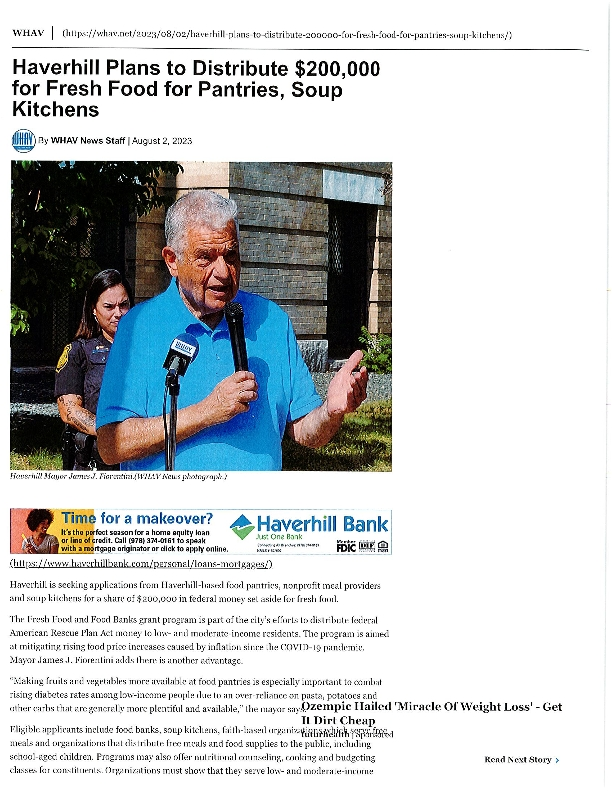 WHAV | (https://whav.net/2023/08/02/haverhill-plans-to-distribute-200000-for-fresh-food-for-pantries-soup-kitchens/)
Haverhill Plans to Distribute $200,000
for Fresh Food for Pantries, Soup
Kitchens
WHAV
By WHAV News Staff | August 2, 2023
WHAV
Haverhill Mayor James J. Fiorentini. (WHAV News photograph.)
Time for a makeover?
It's the perfect season for a home equity loan
or line of credit. Call (978) 374-0161 to speak
with a mortgage originator or click to apply online.
Haverhill Bank
Just One Bank
Member
FDIC
(https://www.haverhillbank.com/personal/loans-mortgages/)
Haverhill is seeking applications from Haverhill-based food pantries, nonprofit meal providers
and soup kitchens for a share of $200,000 in federal money set aside for fresh food.
The Fresh Food and Food Banks grant program is part of the city's efforts to distribute federal
American Rescue Plan Act money to low- and moderate-income residents. The program is aimed
at mitigating rising food price increases caused by inflation since the COVID-19 pandemic.
Mayor James J. Fiorentini adds there is another advantage.
"Making fruits and vegetables more available at food pantries is especially important to combat
rising diabetes rates among low-income people due to an over-reliance on pasta, potatoes and
other carbs that are generally more plentiful and available," the mayor says.
Ozempic Hailed 'Miracle Of Weight Loss' - Get
It Dirt Cheap
futurhealth | Sponsored
Eligible applicants include food banks, soup kitchens, faith-based organizations which serve free
meals and organizations that distribute free meals and food supplies to the public, including
school-aged children. Programs may also offer nutritional counseling, cooking and budgeting
classes for constituents. Organizations must show that they serve low- and moderate-income
Read Next Story >